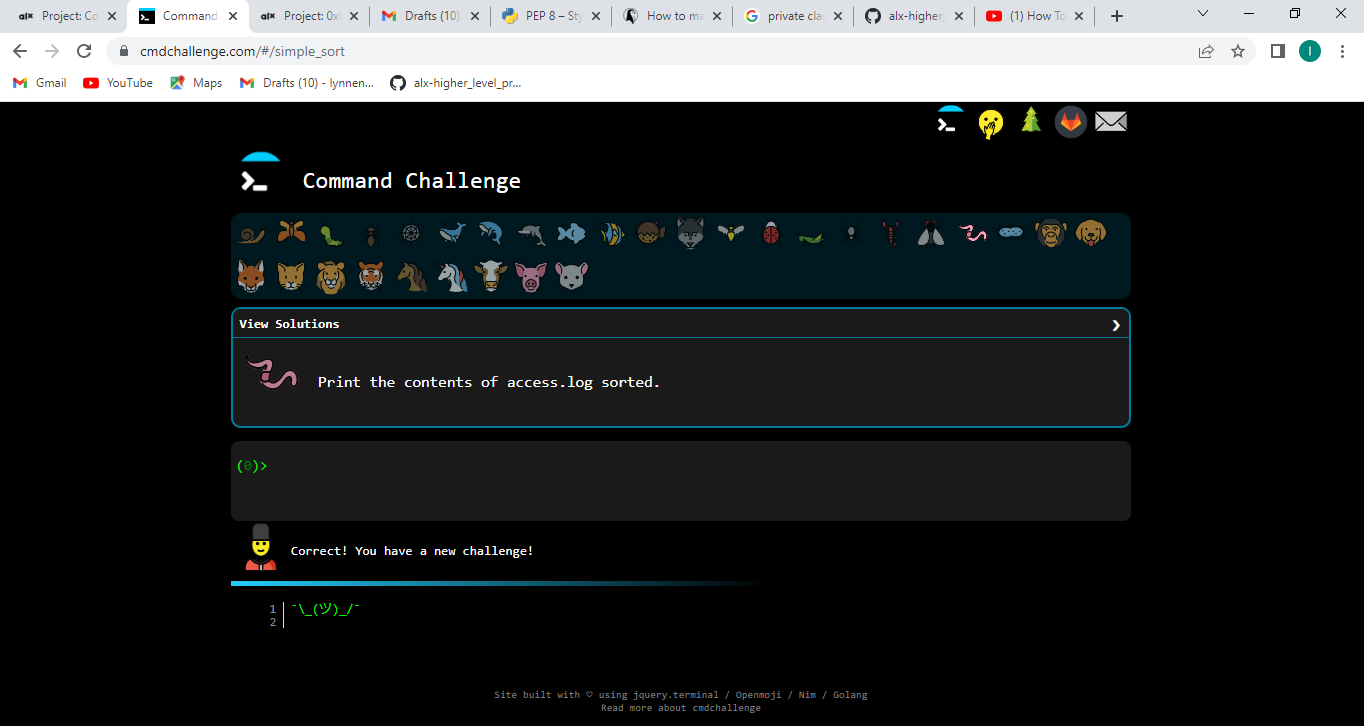 alx Project: Co
Command
alx Project: 0x
Drafts (10)
PEP 8 – Sty
How to ma
private cla
alx-higher_
(1) How To
cmdchallenge.com/#/simple_sort
I
Gmail
YouTube
Maps
Drafts (10) - lynnen...
alx-higher_level_pr...
Command Challenge
View Solutions
Print the contents of access.log sorted.
(0)>
Correct! You have a new challenge!
1 ¯\_(ツ)_/¯
2
Site built with ♡ using jquery.terminal / Openmoji / Nim / Golang
Read more about cmdchallenge